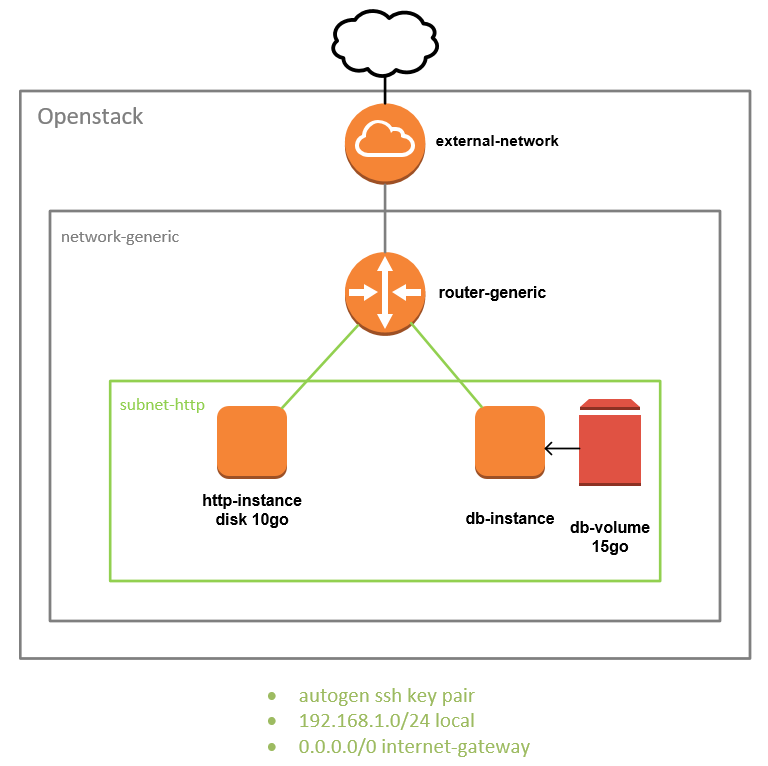 Openstack
external-network
network-generic
router-generic
subnet-http
http-instance
disk 10go
db-instance
db-volume
15go
autogen ssh key pair
192.168.1.0/24 local
0.0.0.0/0 internet-gateway